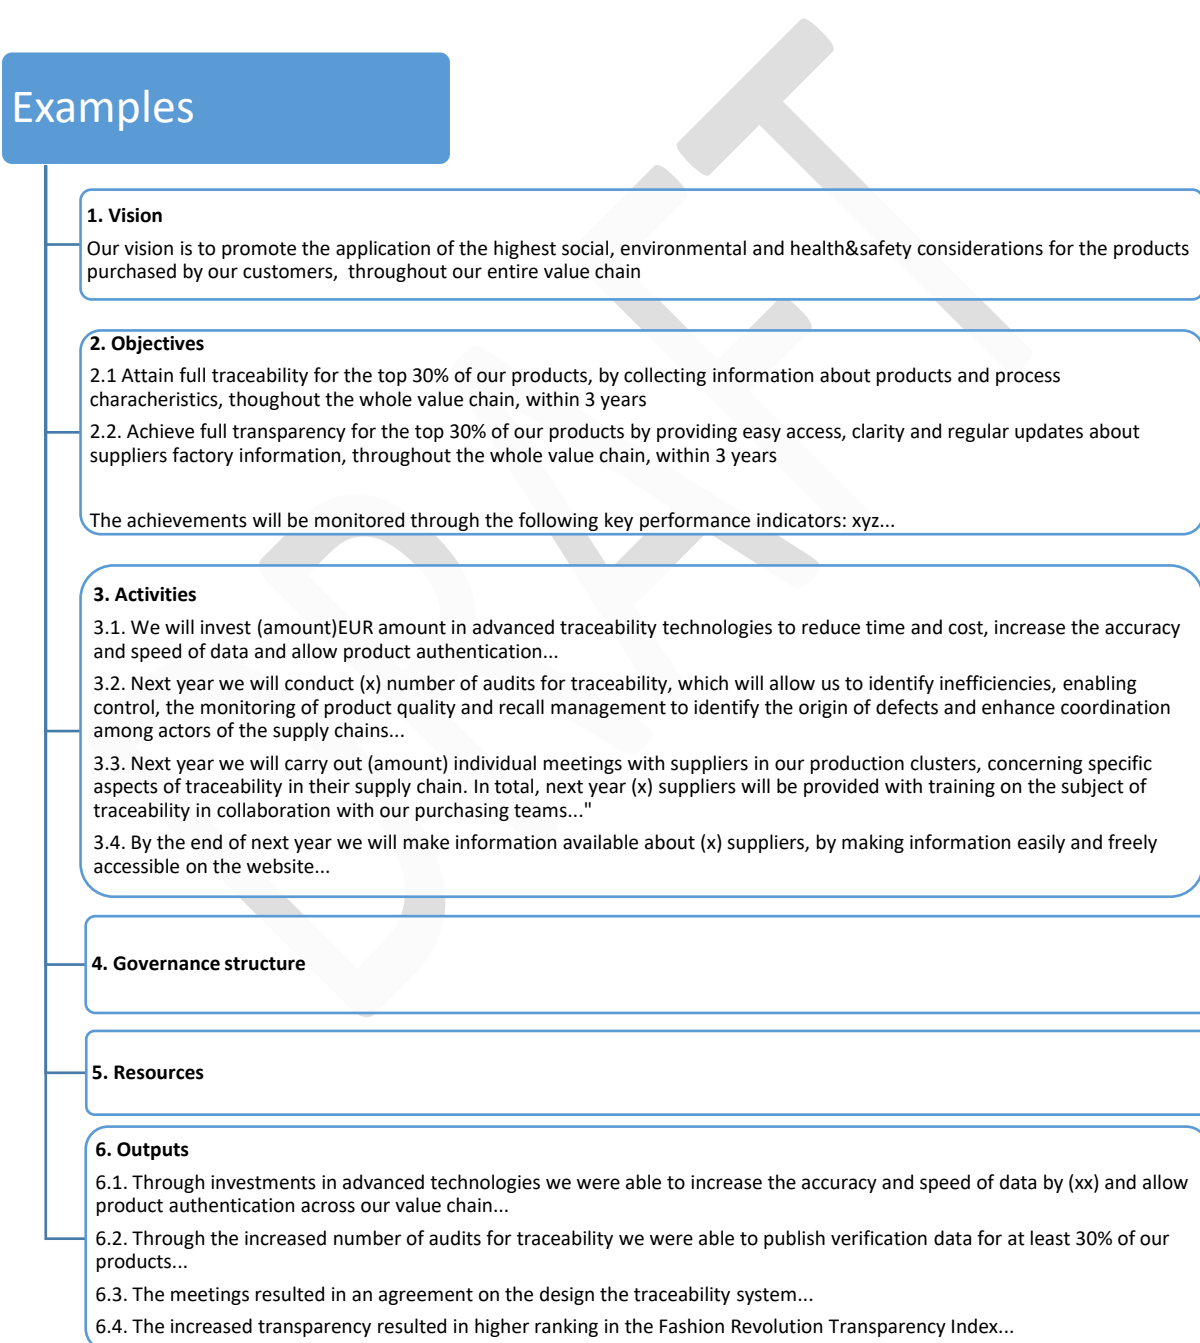 Examples
1. Vision
Our vision is to promote the application of the highest social, environmental and health&safety considerations for the products
purchased by our customers,  throughout our entire value chain
2. Objectives
2.1 Attain full traceability for the top 30% of our products, by collecting information about products and process
characheristics, thoughout the whole value chain, within 3 years
2.2. Achieve full transparency for the top 30% of our products by providing easy access, clarity and regular updates about
suppliers factory information, throughout the whole value chain, within 3 years
The achievements will be monitored through the following key performance indicators: xyz...
3. Activities
3.1. We will invest (amount)EUR amount in advanced traceability technologies to reduce time and cost, increase the accuracy
and speed of data and allow product authentication...
3.2. Next year we will conduct (x) number of audits for traceability, which will allow us to identify inefficiencies, enabling
control, the monitoring of product quality and recall management to identify the origin of defects and enhance coordination
among actors of the supply chains...
3.3. Next year we will carry out (amount) individual meetings with suppliers in our production clusters, concerning specific
aspects of traceability in their supply chain. In total, next year (x) suppliers will be provided with training on the subject of
traceability in collaboration with our purchasing teams..."
3.4. By the end of next year we will make information available about (x) suppliers, by making information easily and freely
accessible on the website...
4. Governance structure
5. Resources
6. Outputs
6.1. Through investments in advanced technologies we were able to increase the accuracy and speed of data by (xx) and allow
product authentication across our value chain...
6.2. Through the increased number of audits for traceability we were able to publish verification data for at least 30% of our
products...
6.3. The meetings resulted in an agreement on the design the traceability system...
6.4. The increased transparency resulted in higher ranking in the Fashion Revolution Transparency Index...
DRAFT